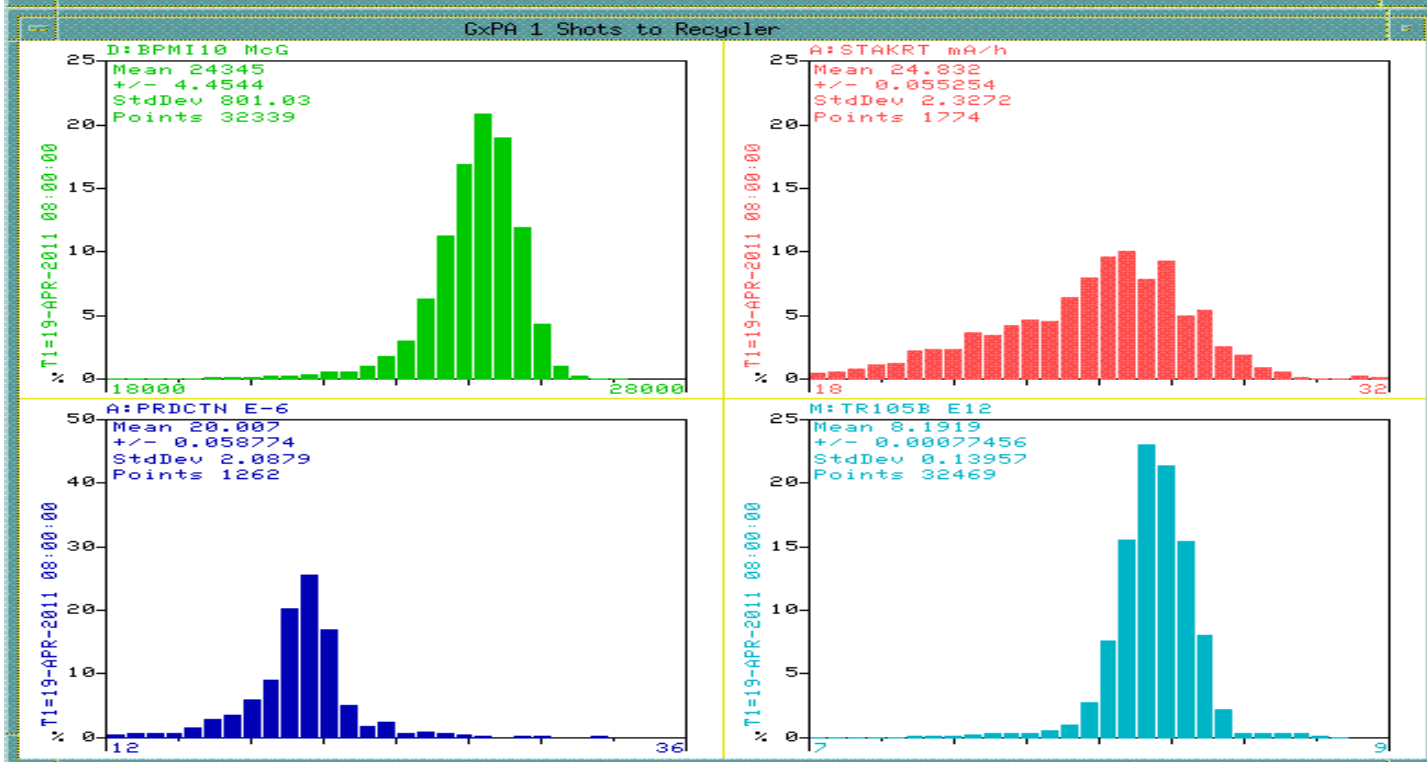 GxPA 1 Shots to Recycler
D:BPMI10 McG
Mean 24345
+/- 4.4544
StdDev 801.03
Points 32339
25
20
15
10
5
% 0
T1=19-APR-2011 08:00:00
18000 28000
A:STAKRT mA/h
Mean 24.832
+/- 0.055254
StdDev 2.3272
Points 1774
25
20
15
10
5
% 0
T1=19-APR-2011 08:00:00
18 32
A:PRDCTN E-6
Mean 20.007
+/- 0.058774
StdDev 2.0879
Points 1262
50
40
30
20
10
% 0
T1=19-APR-2011 08:00:00
12 36
M:TR105B E12
Mean 8.1919
+/- 0.00077456
StdDev 0.13957
Points 32469
25
20
15
10
5
% 0
T1=19-APR-2011 08:00:00
7 9